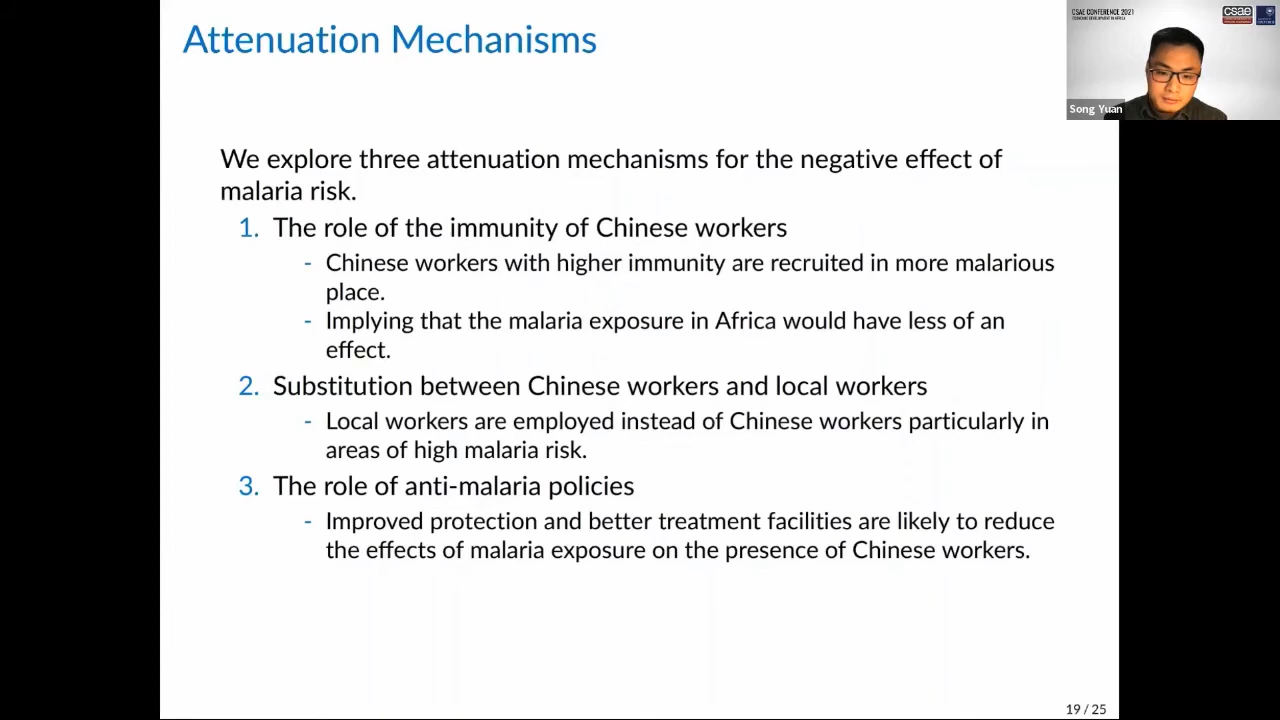 Attenuation Mechanisms
CSAE CONFERENCE 2021
ECONOMIC DEVELOPMENT IN AFRICA
csae
Song Yuan
We explore three attenuation mechanisms for the negative effect of
malaria risk.
1. The role of the immunity of Chinese workers
- Chinese workers with higher immunity are recruited in more malarious
place.
- Implying that the malaria exposure in Africa would have less of an
effect.
2. Substitution between Chinese workers and local workers
- Local workers are employed instead of Chinese workers particularly in
areas of high malaria risk.
3. The role of anti-malaria policies
- Improved protection and better treatment facilities are likely to reduce
the effects of malaria exposure on the presence of Chinese workers.
19 / 25